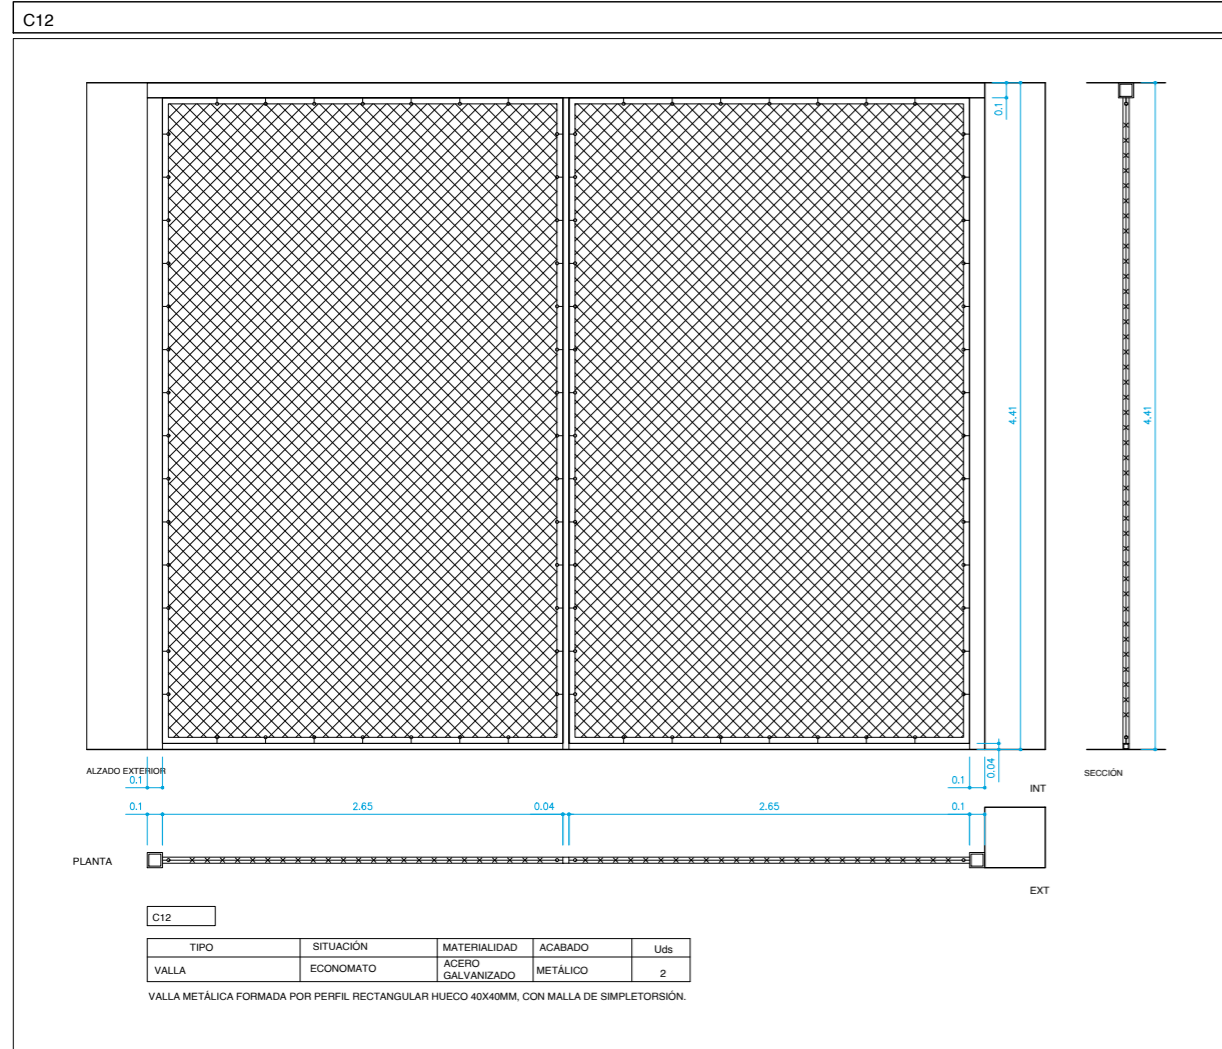 C12
0.1
4.41
4.41
0.04
ALZADO EXTERIOR
0.1
0.1
INT
SECCIÓN
0.1
2.65
0.04
2.65
0.1
PLANTA
EXT
C12
TIPO SITUACIÓN MATERIALIDAD ACABADO Uds
VALLA ECONOMATO ACERO GALVANIZADO METÁLICO 2
VALLA METÁLICA FORMADA POR PERFIL RECTANGULAR HUECO 40X40MM, CON MALLA DE SIMPLETORSIÓN.